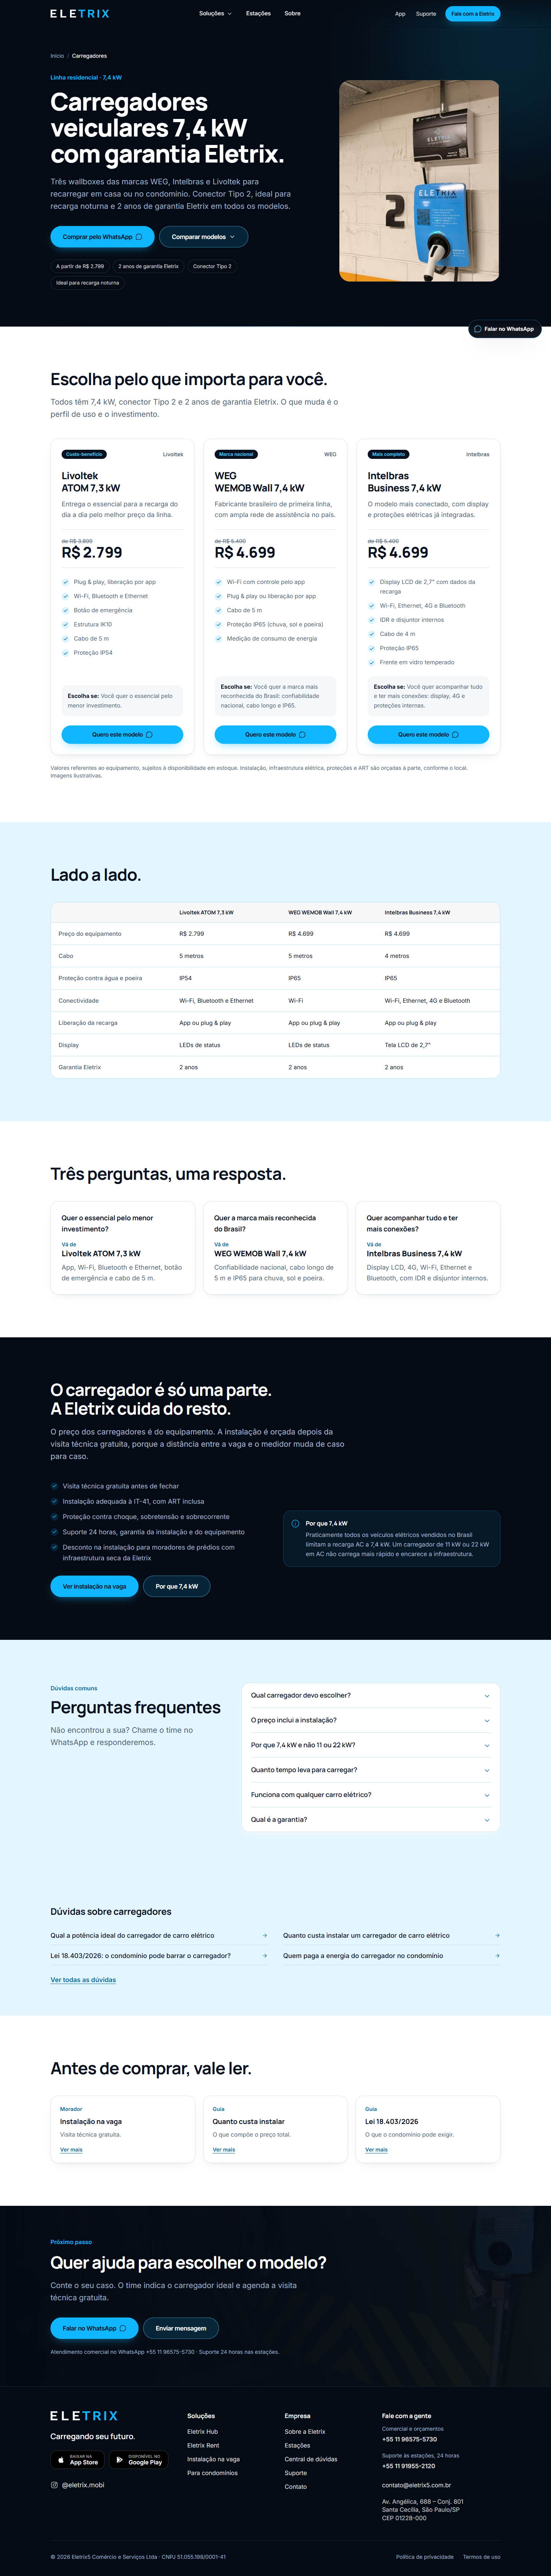 ELETRIX
Soluções
Estações
Sobre
App
Suporte
Fale com a Eletrix
Início / Carregadores
Linha residencial · 7,4 kW
Carregadores
veiculares 7,4 kW
com garantia Eletrix.
Três wallboxes das marcas WEG, Intelbras e Livoltek para
recarregar em casa ou no condomínio. Conector Tipo 2, ideal para
recarga noturna e 2 anos de garantia Eletrix em todos os modelos.
Comprar pelo WhatsApp
Comparar modelos
A partir de R$ 2.799
2 anos de garantia Eletrix
Conector Tipo 2
Ideal para recarga noturna
ELETRIX
2
Falar no WhatsApp
Escolha pelo que importa para você.
Todos têm 7,4 kW, conector Tipo 2 e 2 anos de garantia Eletrix. O que muda é o
perfil de uso e o investimento.
Custo-benefício
Livoltek
Livoltek
ATOM 7,3 kW
Entrega o essencial para a recarga do
dia a dia pelo melhor preço da linha.
de R$ 3.899
R$ 2.799
Plug & play, liberação por app
Wi-Fi, Bluetooth e Ethernet
Botão de emergência
Estrutura IK10
Cabo de 5 m
Proteção IP54
Escolha se: Você quer o essencial pelo
menor investimento.
Quero este modelo
Marca nacional
WEG
WEG
WEMOB Wall 7,4 kW
Fabricante brasileiro de primeira linha,
com ampla rede de assistência no país.
de R$ 5.400
R$ 4.699
Wi-Fi com controle pelo app
Plug & play ou liberação por app
Cabo de 5 m
Proteção IP65 (chuva, sol e poeira)
Medição de consumo de energia
Escolha se: Você quer a marca mais
reconhecida do Brasil: confiabilidade
nacional, cabo longo e IP65.
Quero este modelo
Mais completo
Intelbras
Intelbras
Business 7,4 kW
O modelo mais conectado, com display
e proteções elétricas já integradas.
de R$ 5.400
R$ 4.699
Display LCD de 2,7" com dados da
recarga
Wi-Fi, Ethernet, 4G e Bluetooth
IDR e disjuntor internos
Cabo de 4 m
Proteção IP65
Frente em vidro temperado
Escolha se: Você quer acompanhar tudo
e ter mais conexões: display, 4G e
proteções internas.
Quero este modelo
Valores referentes ao equipamento, sujeitos à disponibilidade em estoque. Instalação, infraestrutura elétrica, proteções e ART são orçadas à parte, conforme o local.
Imagens ilustrativas.
Lado a lado.
Livoltek ATOM 7,3 kW
WEG WEMOB Wall 7,4 kW
Intelbras Business 7,4 kW
Preço do equipamento
R$ 2.799
R$ 4.699
R$ 4.699
Cabo
5 metros
5 metros
4 metros
Proteção contra água e poeira
IP54
IP65
IP65
Conectividade
Wi-Fi, Bluetooth e Ethernet
Wi-Fi
Wi-Fi, Ethernet, 4G e Bluetooth
Liberação da recarga
App ou plug & play
App ou plug & play
App ou plug & play
Display
LEDs de status
LEDs de status
Tela LCD de 2,7"
Garantia Eletrix
2 anos
2 anos
2 anos
Três perguntas, uma resposta.
Quer o essencial pelo menor
investimento?
Vá de
Livoltek ATOM 7,3 kW
App, Wi-Fi, Bluetooth e Ethernet, botão
de emergência e cabo de 5 m.
Quer a marca mais reconhecida
do Brasil?
Vá de
WEG WEMOB Wall 7,4 kW
Confiabilidade nacional, cabo longo de
5 m e IP65 para chuva, sol e poeira.
Quer acompanhar tudo e ter
mais conexões?
Vá de
Intelbras Business 7,4 kW
Display LCD, 4G, Wi-Fi, Ethernet e
Bluetooth, com IDR e disjuntor internos.
O carregador é só uma parte.
A Eletrix cuida do resto.
O preço dos carregadores é do equipamento. A instalação é orçada depois da
visita técnica gratuita, porque a distância entre a vaga e o medidor muda de caso
para caso.
Visita técnica gratuita antes de fechar
Instalação adequada à IT-41, com ART inclusa
Proteção contra choque, sobretensão e sobrecorrente
Suporte 24 horas, garantia da instalação e do equipamento
Desconto na instalação para moradores de prédios com
infraestrutura seca da Eletrix
Ver instalação na vaga
Por que 7,4 kW
Por que 7,4 kW
Praticamente todos os veículos elétricos vendidos no Brasil
limitam a recarga AC a 7,4 kW. Um carregador de 11 kW ou 22 kW
em AC não carrega mais rápido e encarece a infraestrutura.
Dúvidas comuns
Perguntas frequentes
Não encontrou a sua? Chame o time no
WhatsApp e responderemos.
Qual carregador devo escolher?
O preço inclui a instalação?
Por que 7,4 kW e não 11 ou 22 kW?
Quanto tempo leva para carregar?
Funciona com qualquer carro elétrico?
Qual é a garantia?
Dúvidas sobre carregadores
Qual a potência ideal do carregador de carro elétrico
Quanto custa instalar um carregador de carro elétrico
Lei 18.403/2026: o condomínio pode barrar o carregador?
Quem paga a energia do carregador no condomínio
Ver todas as dúvidas
Antes de comprar, vale ler.
Morador
Instalação na vaga
Visita técnica gratuita.
Ver mais
Guia
Quanto custa instalar
O que compõe o preço total.
Ver mais
Guia
Lei 18.403/2026
O que o condomínio pode exigir.
Ver mais
Próximo passo
Quer ajuda para escolher o modelo?
Conte o seu caso. O time indica o carregador ideal e agenda a visita
técnica gratuita.
Falar no WhatsApp
Enviar mensagem
Atendimento comercial no WhatsApp +55 11 96575-5730 · Suporte 24 horas nas estações.
ELETRIX
Carregando seu futuro.
BAIXAR NA
App Store
DISPONÍVEL NO
Google Play
@eletrix.mobi
Soluções
Eletrix Hub
Eletrix Rent
Instalação na vaga
Para condomínios
Empresa
Sobre a Eletrix
Estações
Central de dúvidas
Suporte
Contato
Fale com a gente
Comercial e orçamentos
+55 11 96575-5730
Suporte às estações, 24 horas
+55 11 91955-2120
contato@eletrix5.com.br
Av. Angélica, 688 – Conj. 801
Santa Cecília, São Paulo/SP
CEP 01228-000
© 2026 Eletrix5 Comércio e Serviços Ltda · CNPJ 51.055.198/0001-41
Política de privacidade
Termos de uso